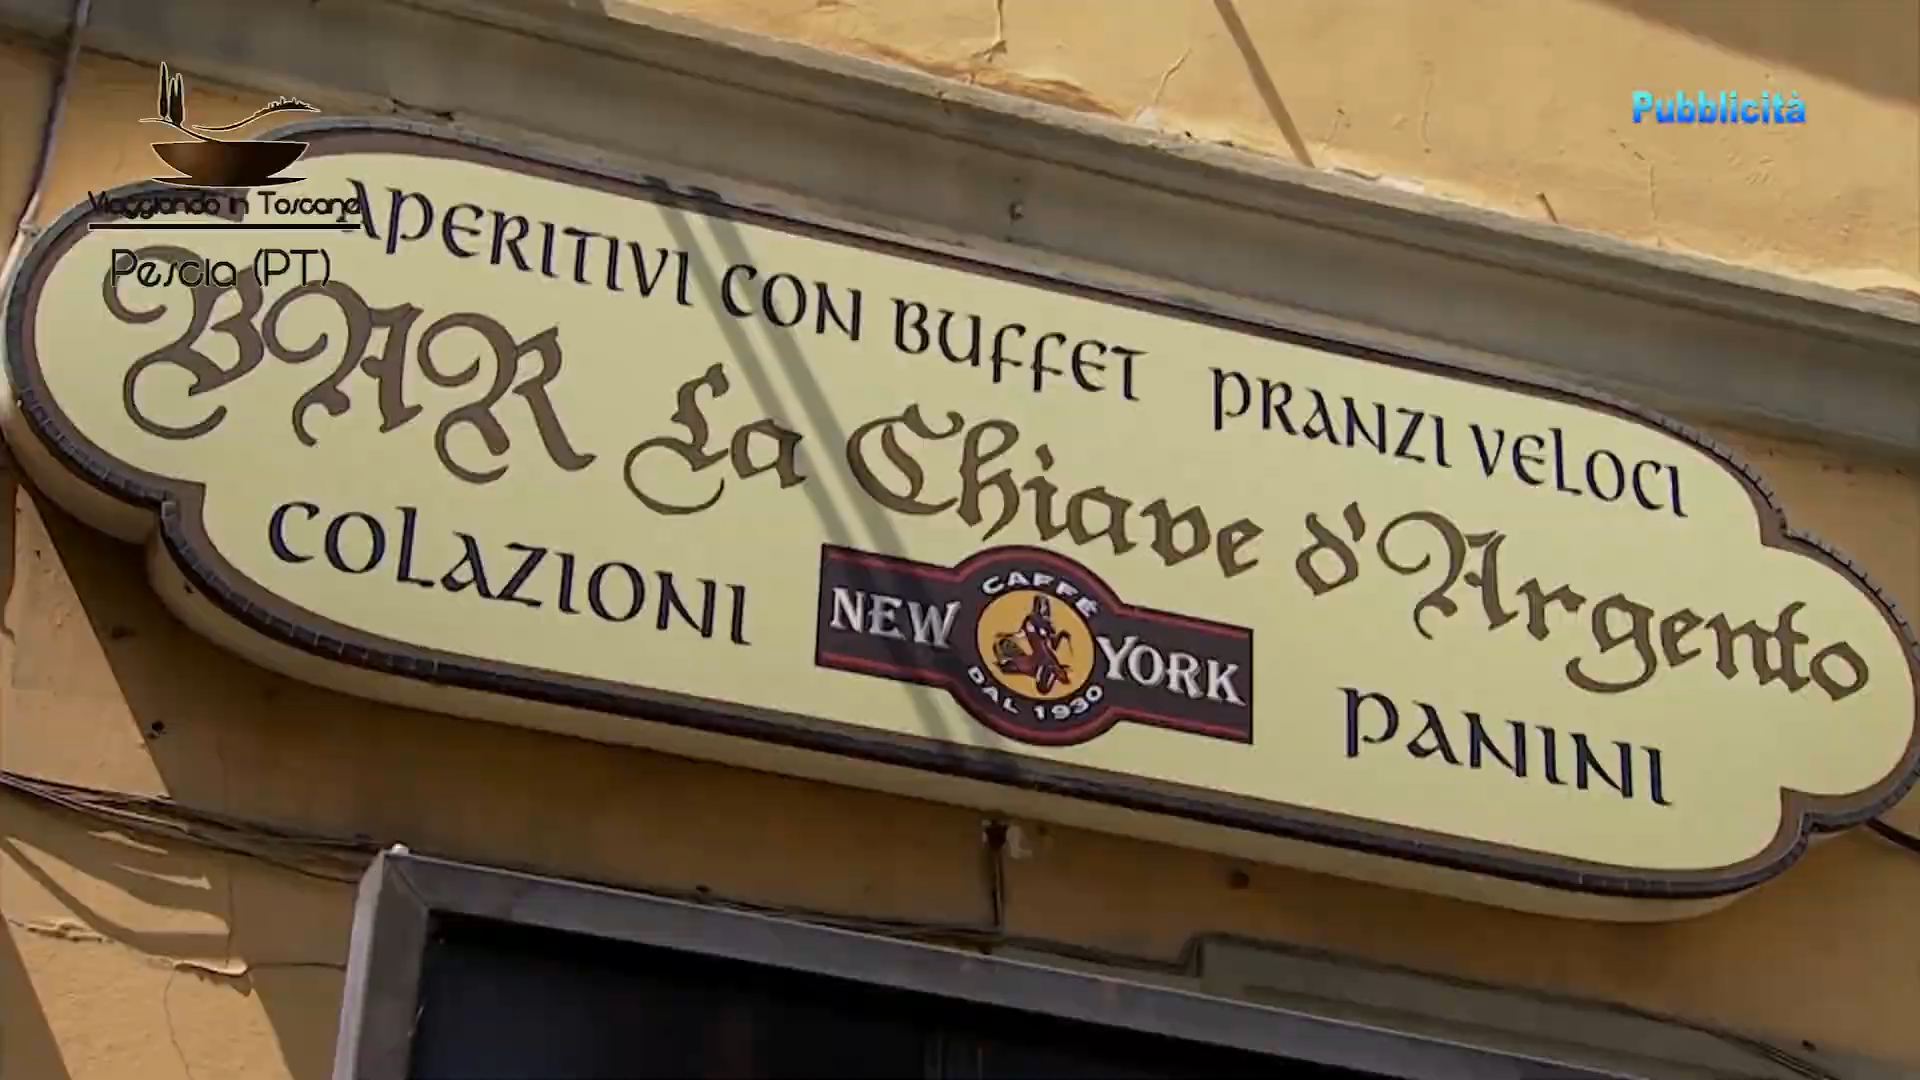 Pubblicità
Viaggiando in Toscana
Pescia (PT)
APERITIVI CON BUFFET PRANZI VELOCI
BAR La Chiave d'Argento
COLAZIONI
CAFFÉ
NEW YORK
DAL 1930
PANINI